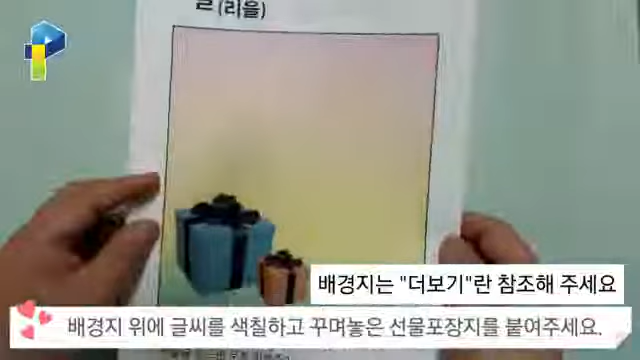 (리을)
배경지는 "더보기"란 참조해 주세요
배경지 위에 글씨를 색칠하고 꾸며놓은 선물포장지를 붙여주세요.